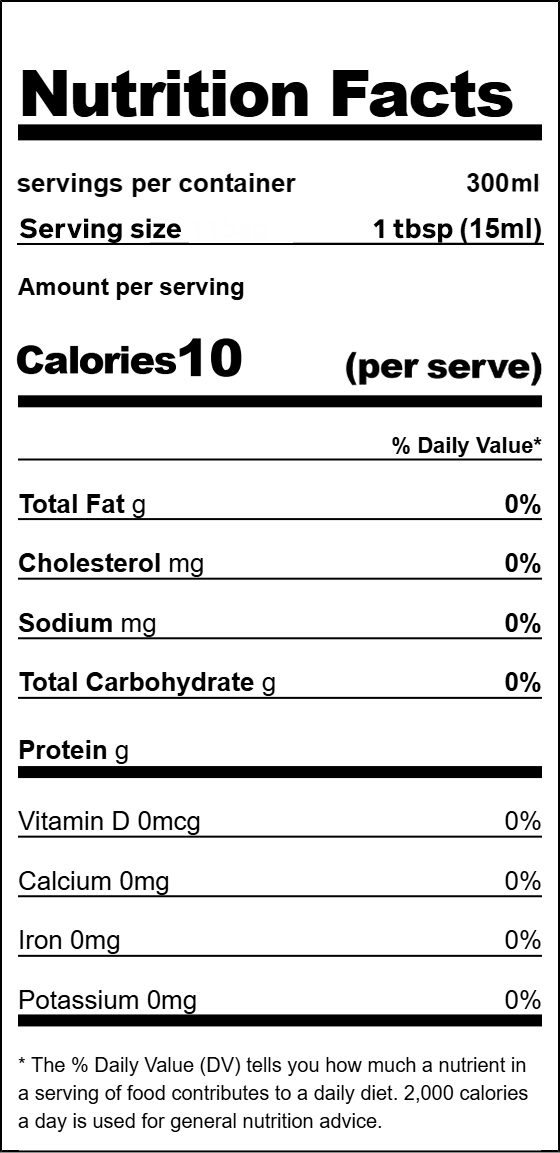 Nutrition Facts
servings per container 300ml
Serving size 1 tbsp (15ml)
Amount per serving
Calories10 (per serve)
% Daily Value*
Total Fat g 0%
Cholesterol mg 0%
Sodium mg 0%
Total Carbohydrate g 0%
Protein g
Vitamin D 0mcg 0%
Calcium 0mg 0%
Iron 0mg 0%
Potassium 0mg 0%
* The % Daily Value (DV) tells you how much a nutrient in
a serving of food contributes to a daily diet. 2,000 calories
a day is used for general nutrition advice.